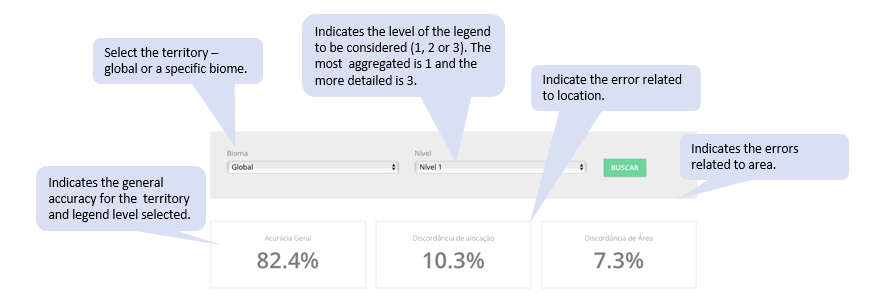 Indicates the level of the legend
to be considered (1, 2 or 3). The
most  aggregated is 1 and the
more detailed is 3.
Select the territory –
global or a specific biome.
Indicate the error related
to location.
Indicates the errors
related to area.
Bioma
Nível
Global
Nível 1
BUSCAR
Indicates the general
accuracy for the  territory
and legend level selected.
Acurácia Geral
82.4%
Discordância de alocação
10.3%
Discordância de Área
7.3%